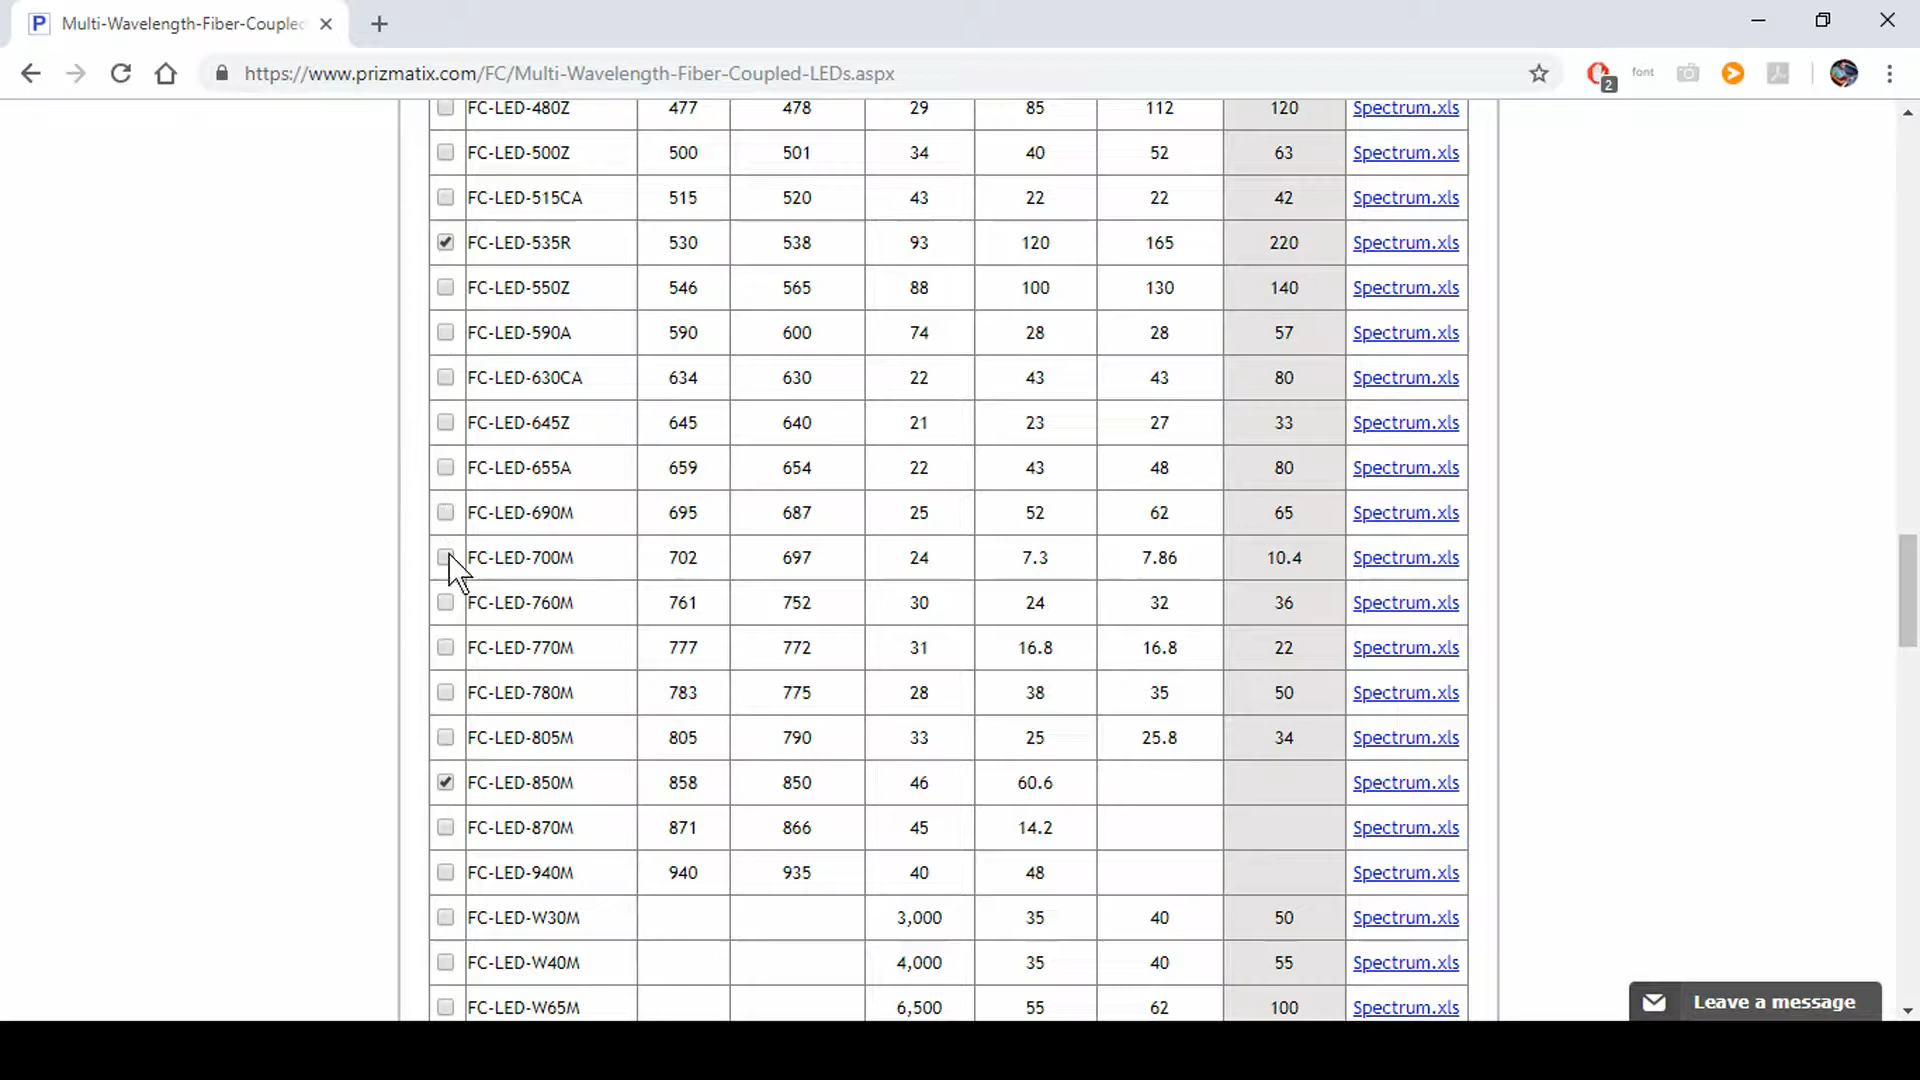 Multi-Wavelength-Fiber-Couple
https://www.prizmatix.com/FC/Multi-Wavelength-Fiber-Coupled-LEDs.aspx
2
font
FC-LED-480Z 477 478 29 85 112 120 Spectrum.xls
FC-LED-500Z 500 501 34 40 52 63 Spectrum.xls
FC-LED-515CA 515 520 43 22 22 42 Spectrum.xls
FC-LED-535R 530 538 93 120 165 220 Spectrum.xls
FC-LED-550Z 546 565 88 100 130 140 Spectrum.xls
FC-LED-590A 590 600 74 28 28 57 Spectrum.xls
FC-LED-630CA 634 630 22 43 43 80 Spectrum.xls
FC-LED-645Z 645 640 21 23 27 33 Spectrum.xls
FC-LED-655A 659 654 22 43 48 80 Spectrum.xls
FC-LED-690M 695 687 25 52 62 65 Spectrum.xls
FC-LED-700M 702 697 24 7.3 7.86 10.4 Spectrum.xls
FC-LED-760M 761 752 30 24 32 36 Spectrum.xls
FC-LED-770M 777 772 31 16.8 16.8 22 Spectrum.xls
FC-LED-780M 783 775 28 38 35 50 Spectrum.xls
FC-LED-805M 805 790 33 25 25.8 34 Spectrum.xls
FC-LED-850M 858 850 46 60.6 Spectrum.xls
FC-LED-870M 871 866 45 14.2 Spectrum.xls
FC-LED-940M 940 935 40 48 Spectrum.xls
FC-LED-W30M 3,000 35 40 50 Spectrum.xls
FC-LED-W40M 4,000 35 40 55 Spectrum.xls
FC-LED-W65M 6,500 55 62 100 Spectrum.xls
Leave a message